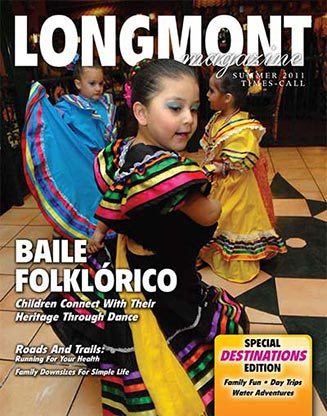 LONGMONT
magazine
SUMMER 2011
TIMES-CALL
BAILE
FOLKLÓRICO
Children Connect With Their
Heritage Through Dance
Roads And Trails:
Running For Your Health
Family Downsizes For Simple Life
SPECIAL
DESTINATIONS
EDITION
Family Fun • Day Trips
Water Adventures